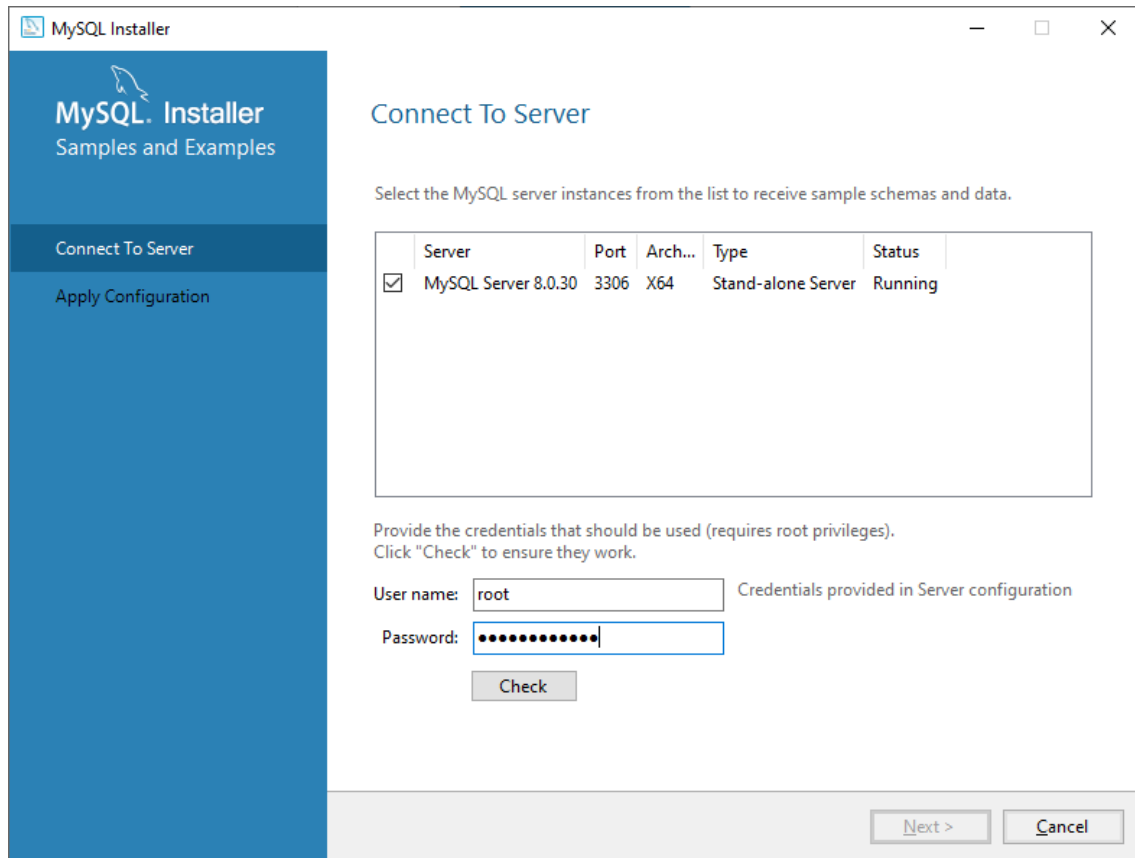 MySQL Installer
MySQL. Installer
Samples and Examples
Connect To Server
Apply Configuration
Connect To Server
Select the MySQL server instances from the list to receive sample schemas and data.
Server Port Arch... Type Status
MySQL Server 8.0.30 3306 X64 Stand-alone Server Running
Provide the credentials that should be used (requires root privileges).
Click "Check" to ensure they work.
User name: root Credentials provided in Server configuration
Password: ●●●●●●●●●●●●
Check
Next > Cancel